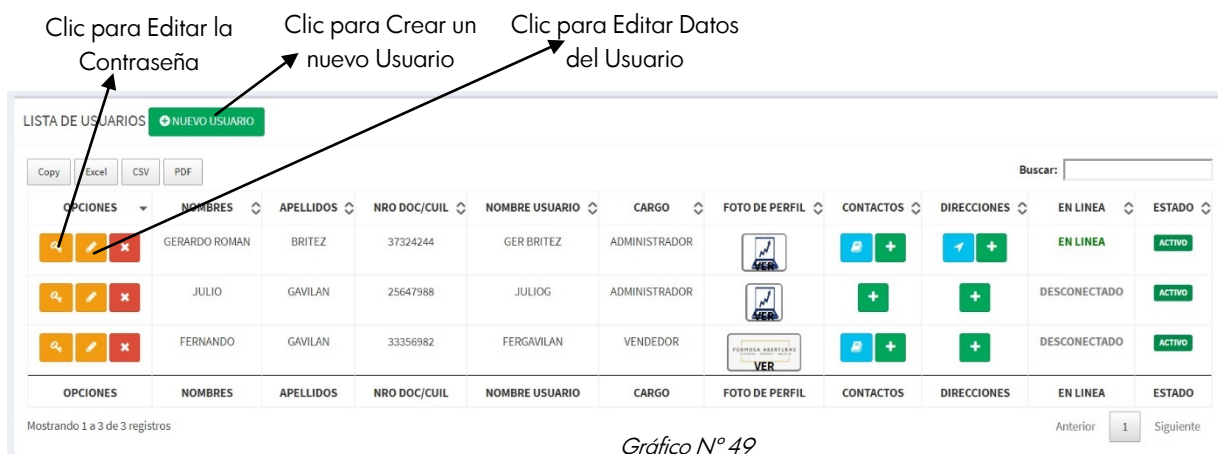 Clic para Editar la
Contraseña
Clic para Crear un
nuevo Usuario
Clic para Editar Datos
del Usuario
LISTA DE USUARIOS NUEVO USUARIO
Copy Excel CSV PDF Buscar:
OPCIONES NOMBRES APELLIDOS NRO DOC/CUIL NOMBRE USUARIO CARGO FOTO DE PERFIL CONTACTOS DIRECCIONES EN LINEA ESTADO
GERARDO ROMAN BRITEZ 37324244 GER BRITEZ ADMINISTRADOR VER EN LINEA ACTIVO
JULIO GAVILAN 25647988 JULIOG ADMINISTRADOR VER DESCONECTADO ACTIVO
FERNANDO GAVILAN 33356982 FERGAVILAN VENDEDOR FORMOSA ABERTURAS VER DESCONECTADO ACTIVO
OPCIONES NOMBRES APELLIDOS NRO DOC/CUIL NOMBRE USUARIO CARGO FOTO DE PERFIL CONTACTOS DIRECCIONES EN LINEA ESTADO
Mostrando 1 a 3 de 3 registros Anterior 1 Siguiente
Gráfico N° 49